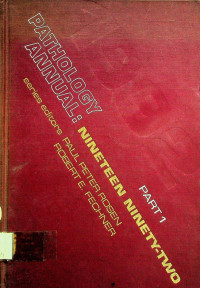 PATHOLOGY
ANNUAL:
NINETEEN NINETY-TWO
PART 1
series editors PAUL PETER ROSEN
ROBERT E. FECHNER